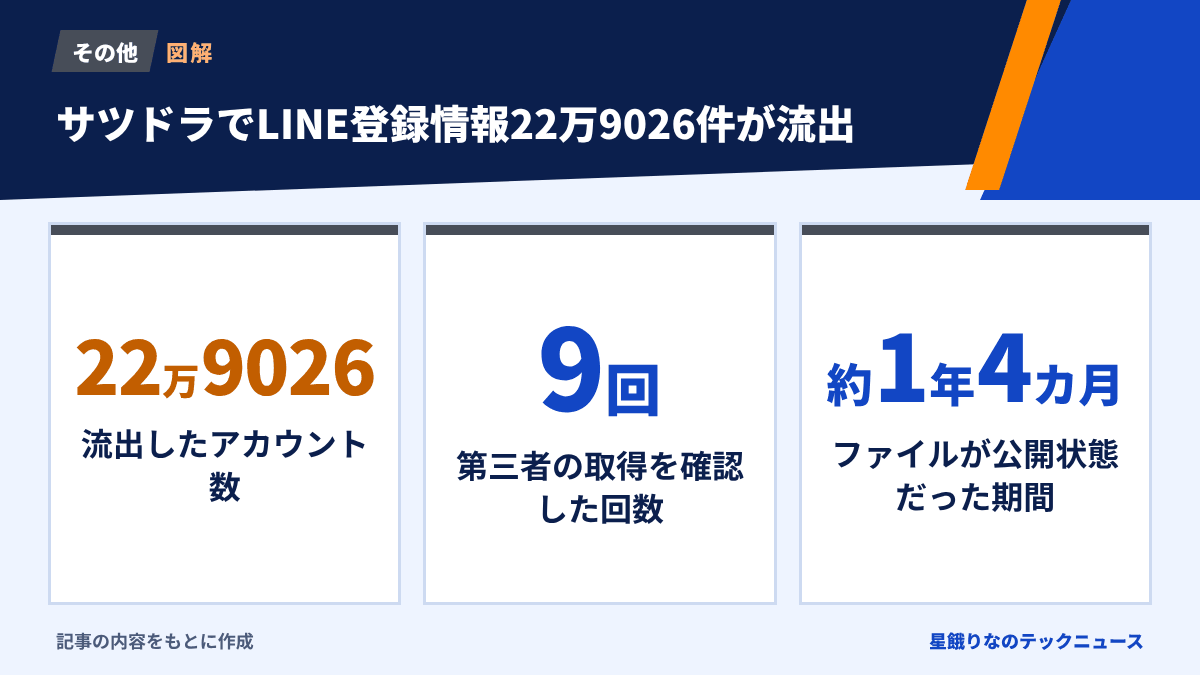 その他 図解
サツドラでLINE登録情報22万9026件が流出
22万9026
流出したアカウント
数
9回
第三者の取得を確認
した回数
約1年4カ月
ファイルが公開状態
だった期間
記事の内容をもとに作成
星餓りなのテックニュース